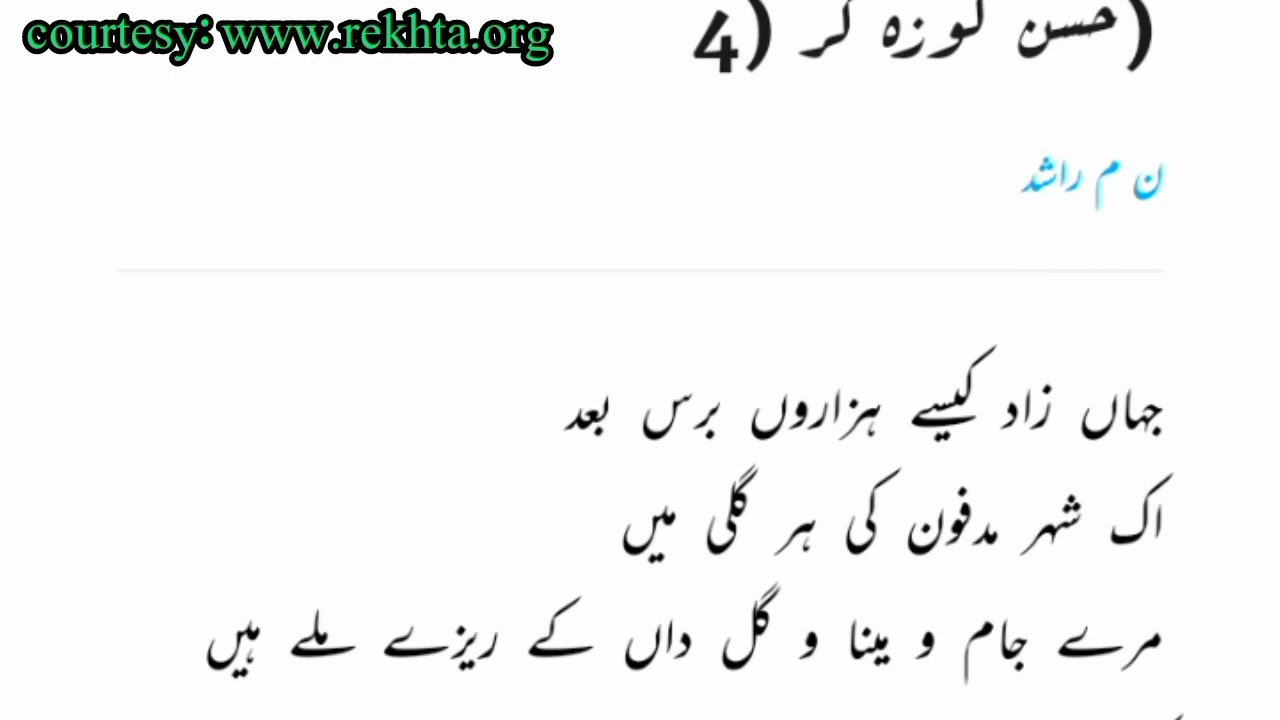 courtesy: www.rekhta.org
(حسن کوزہ گر (4
ن م راشد
جہاں زاد کیسے ہزاروں برس بعد
اک شہر مدفون کی ہر گلی میں
مرے جام و مینا و گل داں کے ریزے ملے ہیں